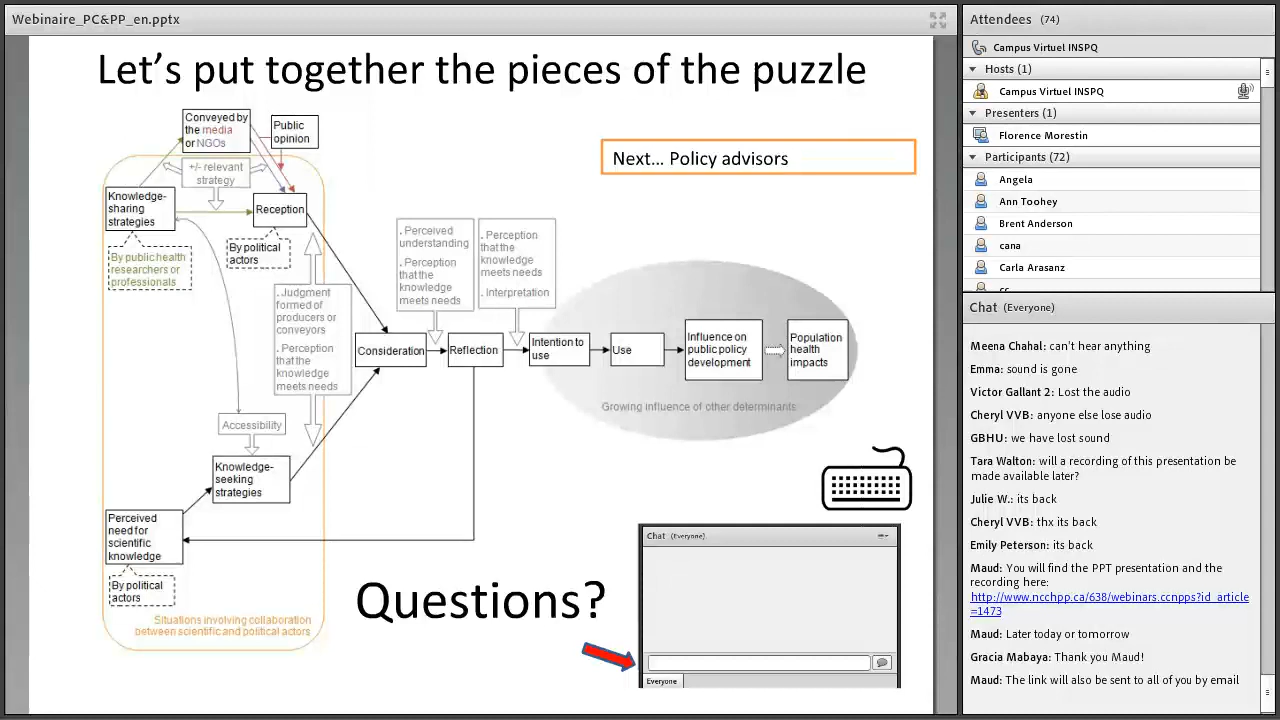 Webinaire_PC&PP_en.pptx
Let's put together the pieces of the puzzle
Conveyed by
the media
or NGOs
Public
opinion
+/- relevant
strategy
Knowledge-
sharing
strategies
Reception
By public health
researchers or
professionals
By political
actors
. Judgment
formed of
producers or
conveyors
. Perception
that the
knowledge
meets needs
. Perceived
understanding
. Perception
that the
knowledge
meets needs
. Perception
that the
knowledge
meets needs
. Interpretation
Consideration
Reflection
Intention to
use
Use
Influence on
public policy
development
Population
health
impacts
Growing influence of other determinants
Accessibility
Knowledge-
seeking
strategies
Perceived
need for
scientific
knowledge
By political
actors
Situations involving collaboration
between scientific and political actors
Next... Policy advisors
Questions?
Chat (Everyone)
Everyone
Attendees (74)
Campus Virtuel INSPQ
Hosts (1)
Campus Virtuel INSPQ
Presenters (1)
Florence Morestin
Participants (72)
Angela
Ann Toohey
Brent Anderson
cana
Carla Arasanz
Chat (Everyone)
Meena Chahal: can't hear anything
Emma: sound is gone
Victor Gallant 2: Lost the audio
Cheryl VVB: anyone else lose audio
GBHU: we have lost sound
Tara Walton: will a recording of this presentation be
made available later?
Julie W.: its back
Cheryl VVB: thx its back
Emily Peterson: its back
Maud: You will find the PPT presentation and the
recording here:
http://www.ncchpp.ca/638/webinars.ccnpps?id_article
=1473
Maud: Later today or tomorrow
Gracia Mabaya: Thank you Maud!
Maud: The link will also be sent to all of you by email